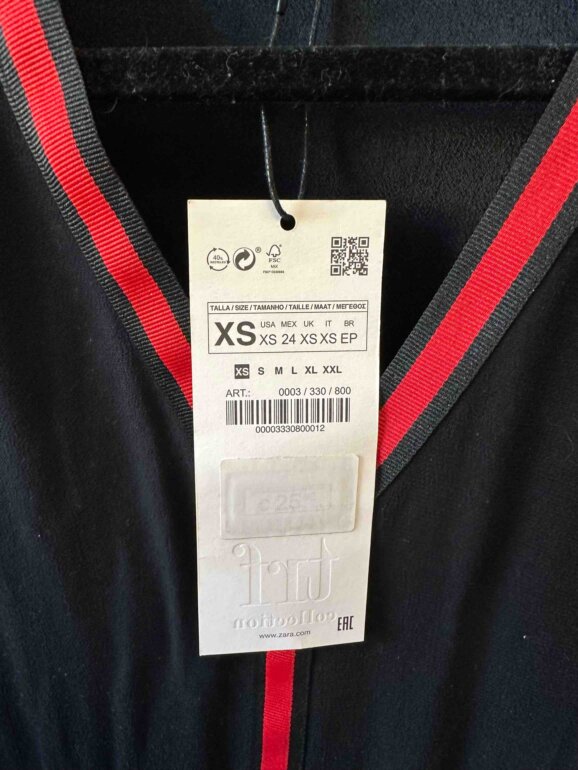 40%
FSC
MIX
TALLA / SIZE / TAMANHO / TAILLE / MAAT / ΜΕΓΕΘΟΣ
XS
USA MEX UK IT BR
XS 24 XS XS EP
XS S M L XL XXL
ART.: 0003 / 330 / 800
00003330800012
trf
collection
www.zara.com
EAC